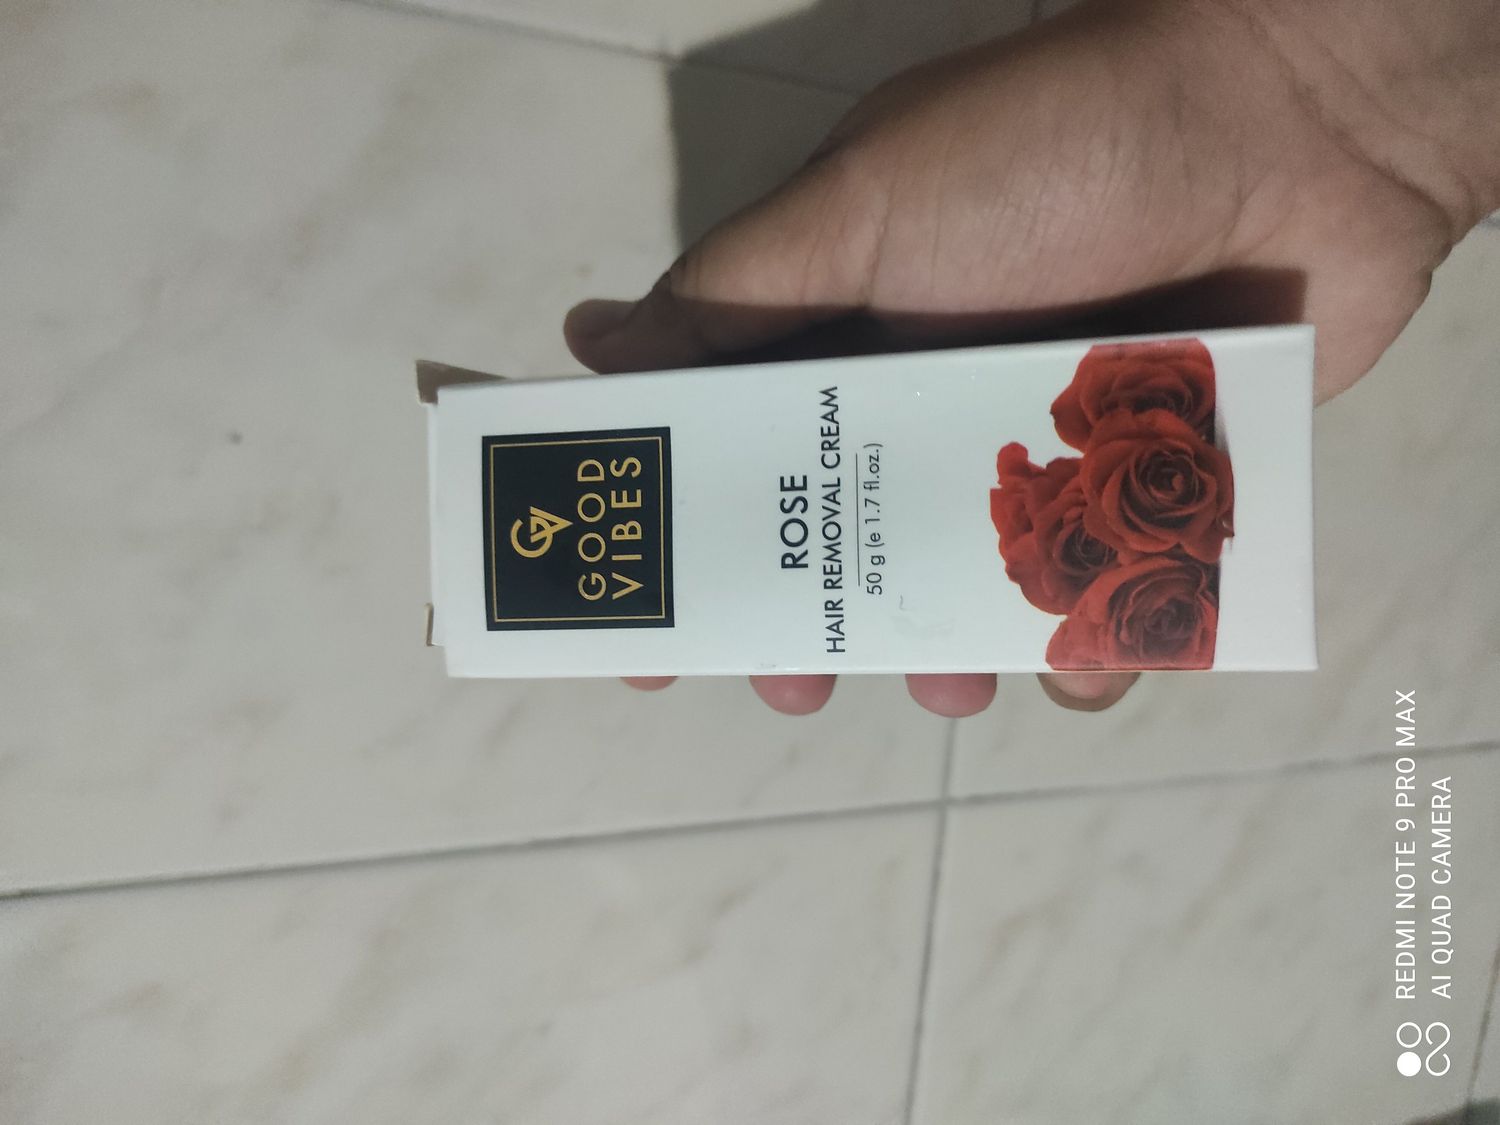 GV
GOOD
VIBES
ROSE
HAIR REMOVAL CREAM
50 g (e 1.7 fl.oz.)
REDMI NOTE 9 PRO MAX
AI QUAD CAMERA